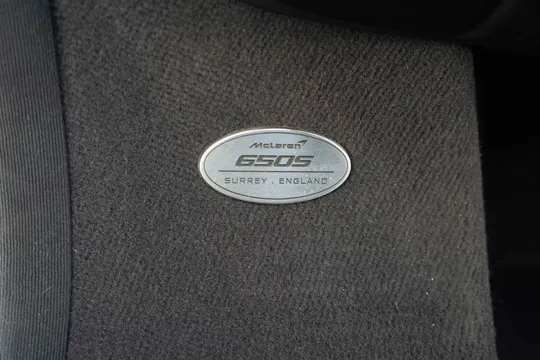 McLaren
650S
SURREY . ENGLAND